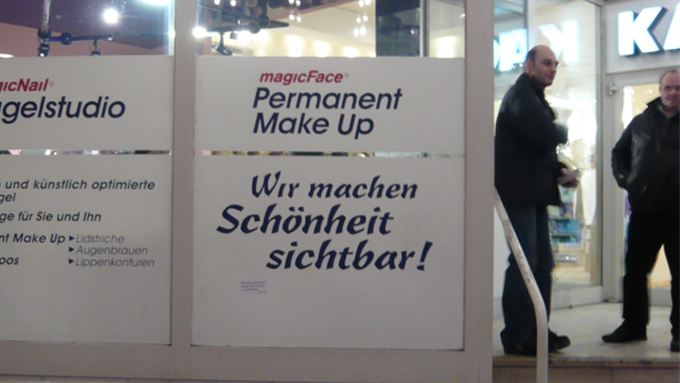 gicNail®
gelstudio
n und künstlich optimierte
gel
ge für Sie und Ihn
nt Make Up ▸Lidstriche
▸Augenbrauen
oos ▸Lippenkonturen
magicFace®
Permanent
Make Up
Wir machen
Schönheit
sichtbar!
KA